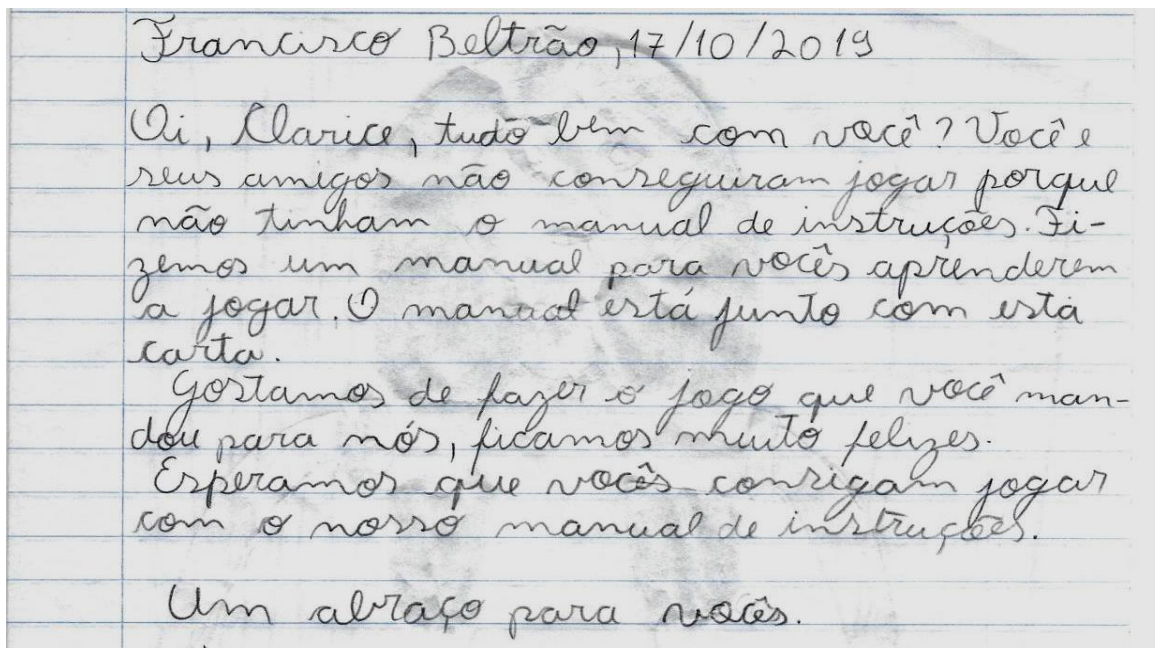 Francisco Beltrão, 17/10/2019
Oi, Clarice, tudo bem com você? Você e
seus amigos não conseguiram jogar porque
não tinham o manual de instruções. Fi-
zemos um manual para vocês aprenderem
a jogar. O manual está junto com esta
carta.
Gostamos de fazer o jogo que você man-
dou para nós, ficamos muito felizes.
Esperamos que vocês consigam jogar
com o nosso manual de instruções.
Um abraço para vocês.